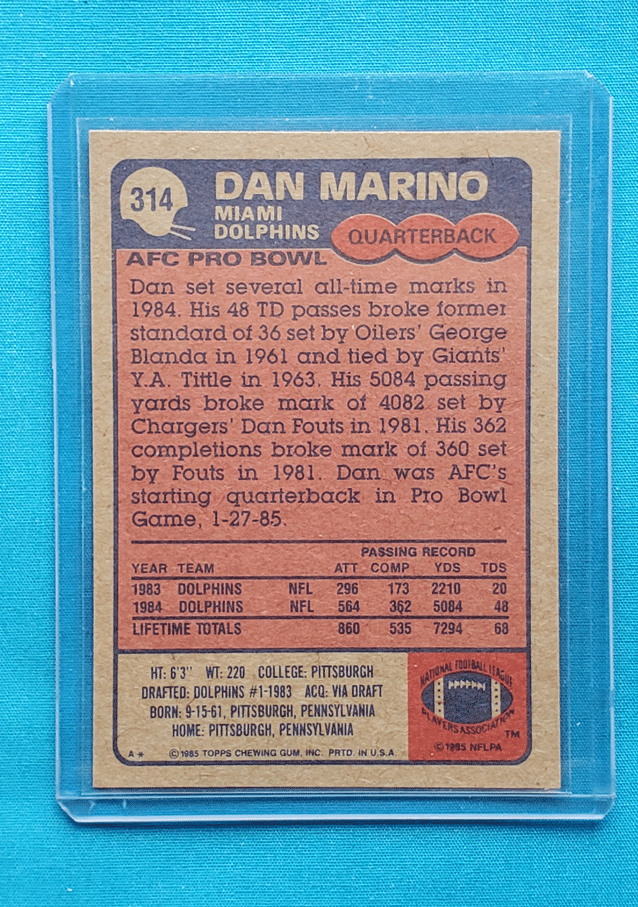 314
DAN MARINO
MIAMI
DOLPHINS
QUARTERBACK
AFC PRO BOWL
Dan set several all-time marks in
1984. His 48 TD passes broke former
standard of 36 set by Oilers' George
Blanda in 1961 and tied by Giants'
Y.A. Tittle in 1963. His 5084 passing
yards broke mark of 4082 set by
Chargers' Dan Fouts in 1981. His 362
completions broke mark of 360 set
by Fouts in 1981. Dan was AFC's
starting quarterback in Pro Bowl
Game, 1-27-85.
PASSING RECORD
YEAR TEAM ATT COMP YDS TDS
1983 DOLPHINS NFL 296 173 2210 20
1984 DOLPHINS NFL 564 362 5084 48
LIFETIME TOTALS 860 535 7294 68
HT: 6'3" WT: 220 COLLEGE: PITTSBURGH
DRAFTED: DOLPHINS #1-1983 ACQ: VIA DRAFT
BORN: 9-15-61, PITTSBURGH, PENNSYLVANIA
HOME: PITTSBURGH, PENNSYLVANIA
A* © 1985 TOPPS CHEWING GUM, INC. PRTD. IN U.S.A.
NATIONAL FOOTBALL LEAGUE
PLAYERS ASSOCIATION
TM
© 1985 NFLPA